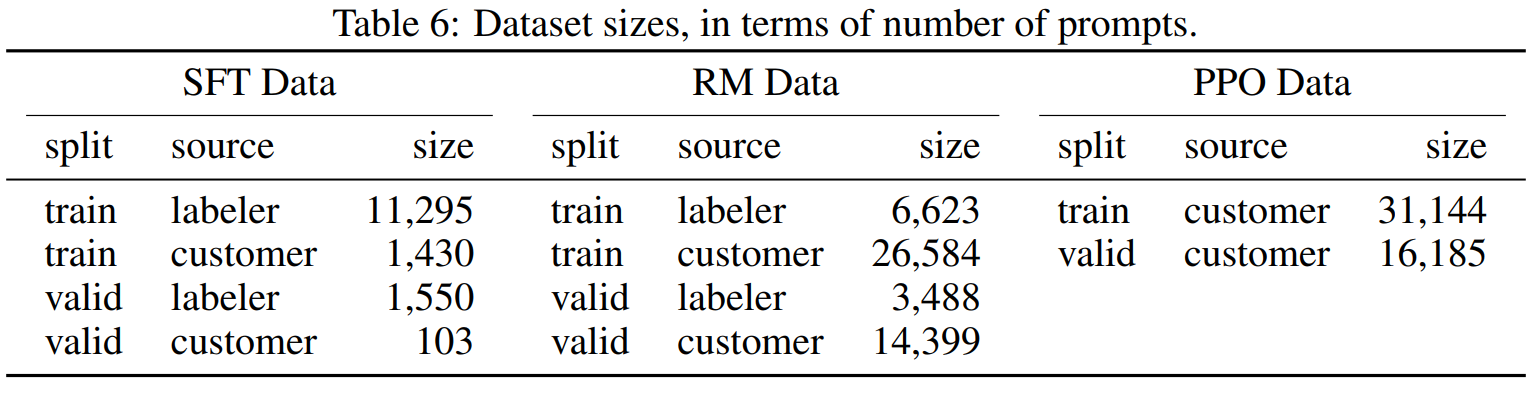 Table 6: Dataset sizes, in terms of number of prompts.
SFT Data RM Data PPO Data
split source size split source size split source size
train labeler 11,295 train labeler 6,623 train customer 31,144
train customer 1,430 train customer 26,584 valid customer 16,185
valid labeler 1,550 valid labeler 3,488
valid customer 103 valid customer 14,399